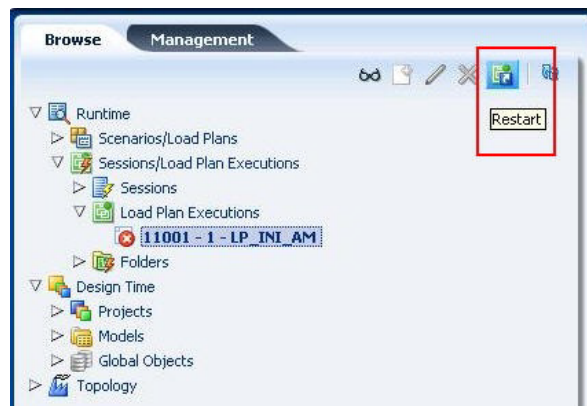 Browse Management
Restart
Runtime
Scenarios/Load Plans
Sessions/Load Plan Executions
Sessions
Load Plan Executions
11001 - 1 - LP_INI_AM
Folders
Design Time
Projects
Models
Global Objects
Topology